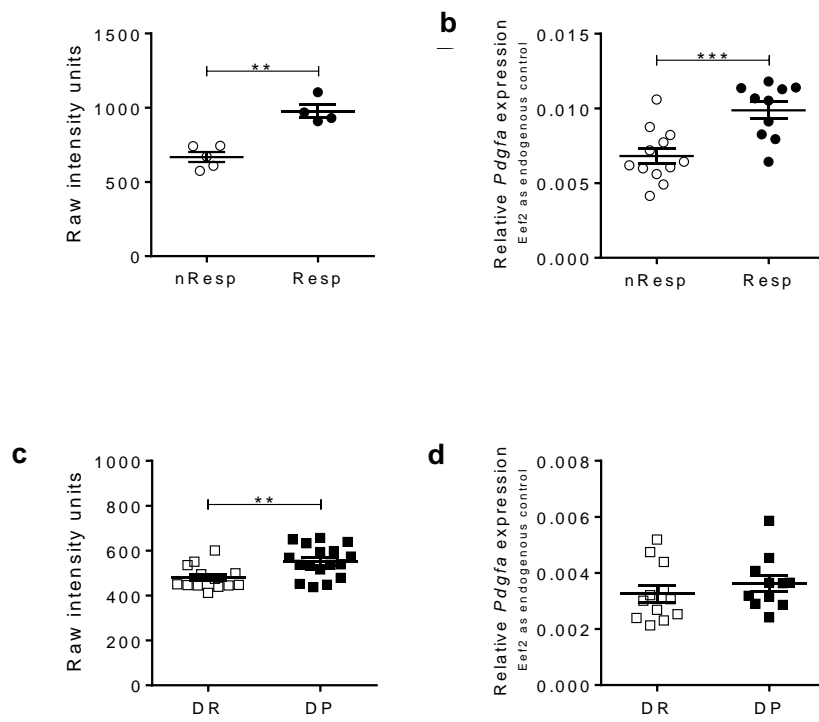 1500
1000
500
0
Raw intensity units
**
nResp
Resp
b
0.015
0.010
0.005
0.000
Relative Pdgfa expression
Eef2 as endogenous control
***
nResp
Resp
c
1000
800
600
400
200
0
Raw intensity units
**
DR
DP
d
0.008
0.006
0.004
0.002
0.000
Relative Pdgfa expression
Eef2 as endogenous control
DR
DP